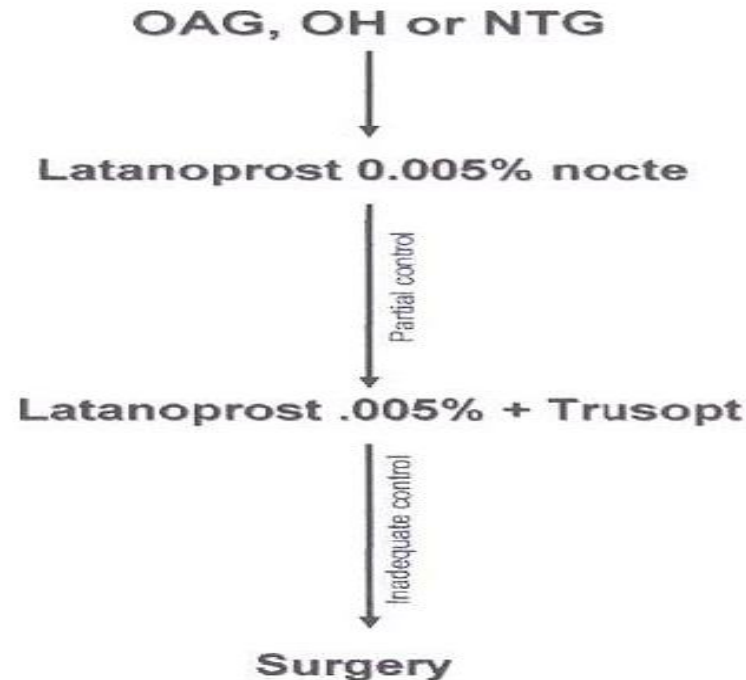 OAG, OH or NTG
Latanoprost 0.005% nocte
Partial control
Latanoprost .005% + Trusopt
Inadequate control
Surgery